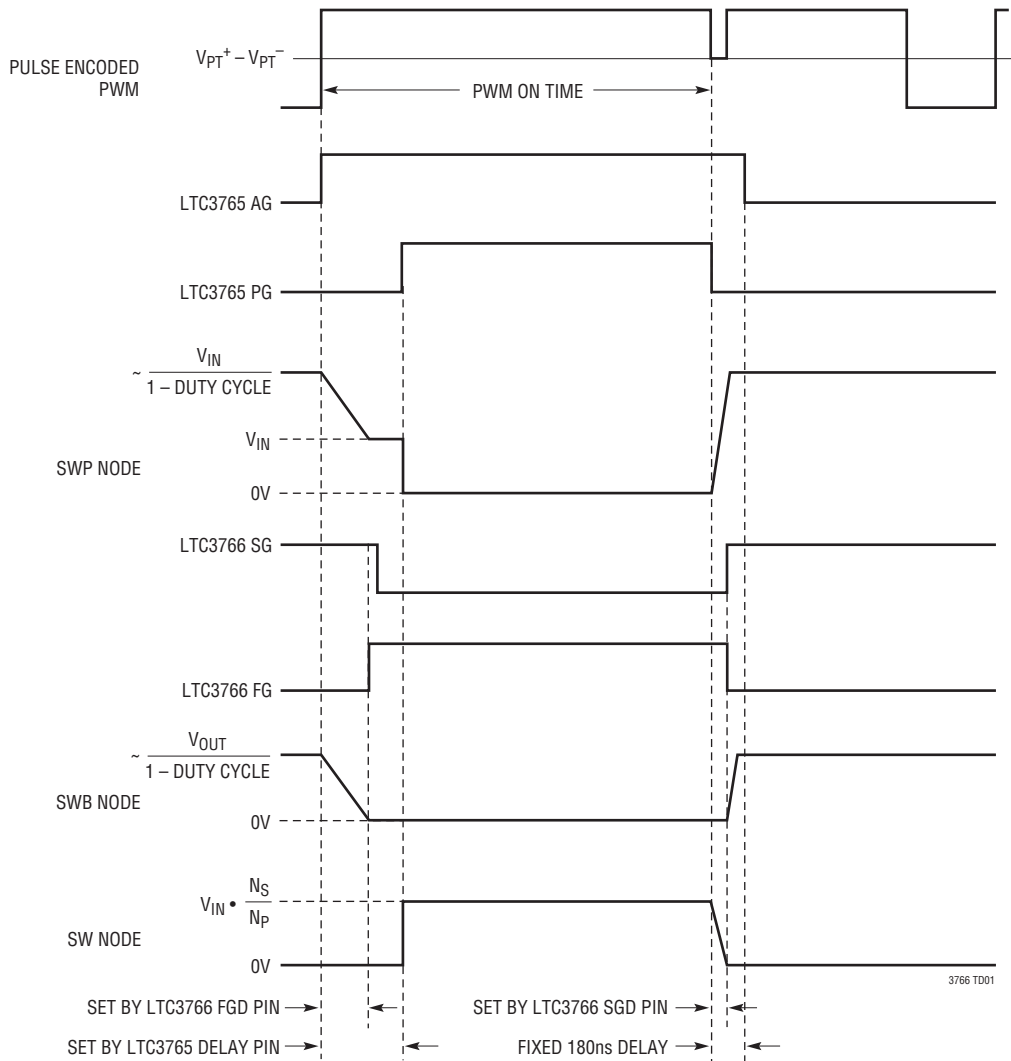 PULSE ENCODED
PWM
VPT+ – VPT–
PWM ON TIME
LTC3765 AG
LTC3765 PG
~ VIN
1 – DUTY CYCLE
VIN
SWP NODE
0V
LTC3766 SG
LTC3766 FG
~ VOUT
1 – DUTY CYCLE
SWB NODE
0V
VIN • NS
NP
SW NODE
0V
3766 TD01
SET BY LTC3766 FGD PIN
SET BY LTC3766 SGD PIN
SET BY LTC3765 DELAY PIN
FIXED 180ns DELAY